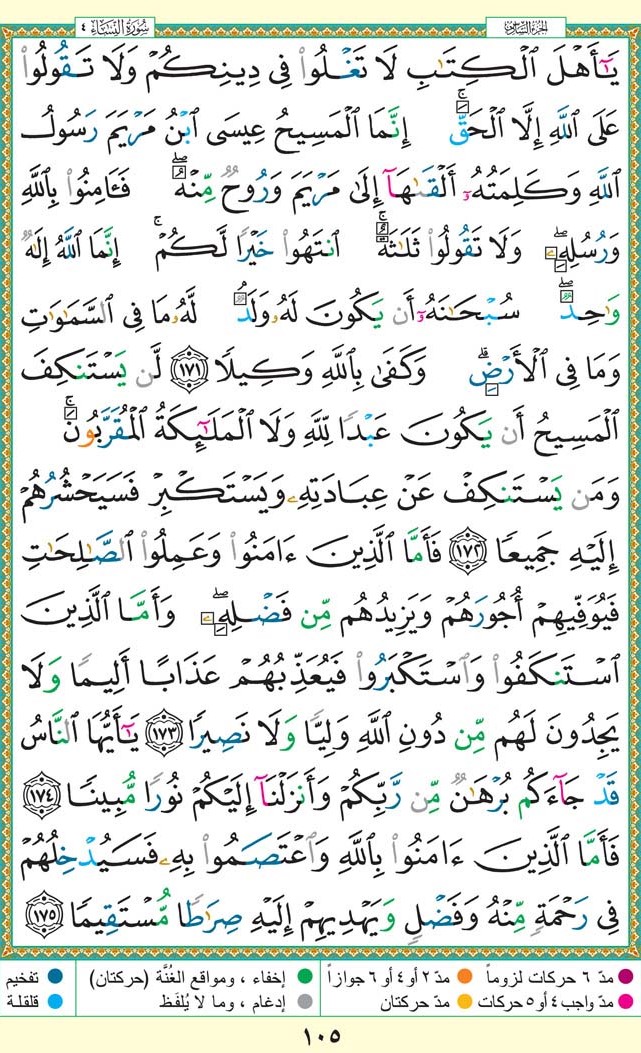 الجزء السادس
سورة النساء ٤
يَٰٓأَهْلَ ٱلْكِتَٰبِ لَا تَغْلُوا۟ فِى دِينِكُمْ وَلَا تَقُولُوا۟
عَلَى ٱللَّهِ إِلَّا ٱلْحَقَّ ۚ إِنَّمَا ٱلْمَسِيحُ عِيسَى ٱبْنُ مَرْيَمَ رَسُولُ
ٱللَّهِ وَكَلِمَتُهُۥٓ أَلْقَىٰهَآ إِلَىٰ مَرْيَمَ وَرُوحٌ مِّنْهُ ۖ فَـَٔامِنُوا۟ بِٱللَّهِ
وَرُسُلِهِۦ ۖ وَلَا تَقُولُوا۟ ثَلَٰثَةٌ ۚ ٱنتَهُوا۟ خَيْرًا لَّكُمْ ۚ إِنَّمَا ٱللَّهُ إِلَٰهٌ
وَٰحِدٌ ۖ سُبْحَٰنَهُۥٓ أَن يَكُونَ لَهُۥ وَلَدٌ ۘ لَّهُۥ مَا فِى ٱلسَّمَٰوَٰتِ
وَمَا فِى ٱلْأَرْضِ ۗ وَكَفَىٰ بِٱللَّهِ وَكِيلًا ﴿١٧١﴾ لَّن يَسْتَنكِفَ
ٱلْمَسِيحُ أَن يَكُونَ عَبْدًا لِّلَّهِ وَلَا ٱلْمَلَٰٓئِكَةُ ٱلْمُقَرَّبُونَ ۚ
وَمَن يَسْتَنكِفْ عَنْ عِبَادَتِهِۦ وَيَسْتَكْبِرْ فَسَيَحْشُرُهُمْ
إِلَيْهِ جَمِيعًا ﴿١٧٢﴾ فَأَمَّا ٱلَّذِينَ ءَامَنُوا۟ وَعَمِلُوا۟ ٱلصَّٰلِحَٰتِ
فَيُوَفِّيهِمْ أُجُورَهُمْ وَيَزِيدُهُم مِّن فَضْلِهِۦ ۖ وَأَمَّا ٱلَّذِينَ
ٱسْتَنكَفُوا۟ وَٱسْتَكْبَرُوا۟ فَيُعَذِّبُهُمْ عَذَابًا أَلِيمًا وَلَا
يَجِدُونَ لَهُم مِّن دُونِ ٱللَّهِ وَلِيًّا وَلَا نَصِيرًا ﴿١٧٣﴾ يَٰٓأَيُّهَا ٱلنَّاسُ
قَدْ جَآءَكُم بُرْهَٰنٌ مِّن رَّبِّكُمْ وَأَنزَلْنَآ إِلَيْكُمْ نُورًا مُّبِينًا ﴿١٧٤﴾
فَأَمَّا ٱلَّذِينَ ءَامَنُوا۟ بِٱللَّهِ وَٱعْتَصَمُوا۟ بِهِۦ فَسَيُدْخِلُهُمْ
فِى رَحْمَةٍ مِّنْهُ وَفَضْلٍ وَيَهْدِيهِمْ إِلَيْهِ صِرَٰطًا مُّسْتَقِيمًا ﴿١٧٥﴾
مدّ ٦ حركات لزوماً مدّ ٢ أو ٤ أو ٦ جوازاً إخفاء ، ومواقع الغُنَّة (حركتان) تفخيم
مدّ واجب ٤ أو ٥ حركات مدّ حركتان إدغام ، وما لا يُلفَظ قلقلة
١٠٥